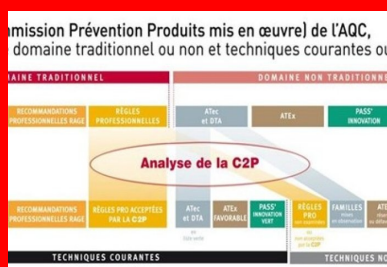 mmission Prévention Produits mis en œuvre) de l'AQC,
domaine traditionnel ou non et techniques courantes ou
AINE TRADITIONNEL
DOMAINE NON TRADITIONNE
RECOMMANDATIONS PROFESSIONNELLES RAGE
RÈGLES PROFESSIONNELLES
ATec et DTA
ATEx
PASS' INNOVATION
Analyse de la C2P
RECOMMANDATIONS PROFESSIONNELLES RAGE
RÈGLES PRO ACCEPTÉES PAR LA C2P
ATec et DTA
ATEx FAVORABLE
PASS' INNOVATION VERT
RÈGLES PRO
FAMILLES
TECHNIQUES COURANTES
TECHNIQUES NO